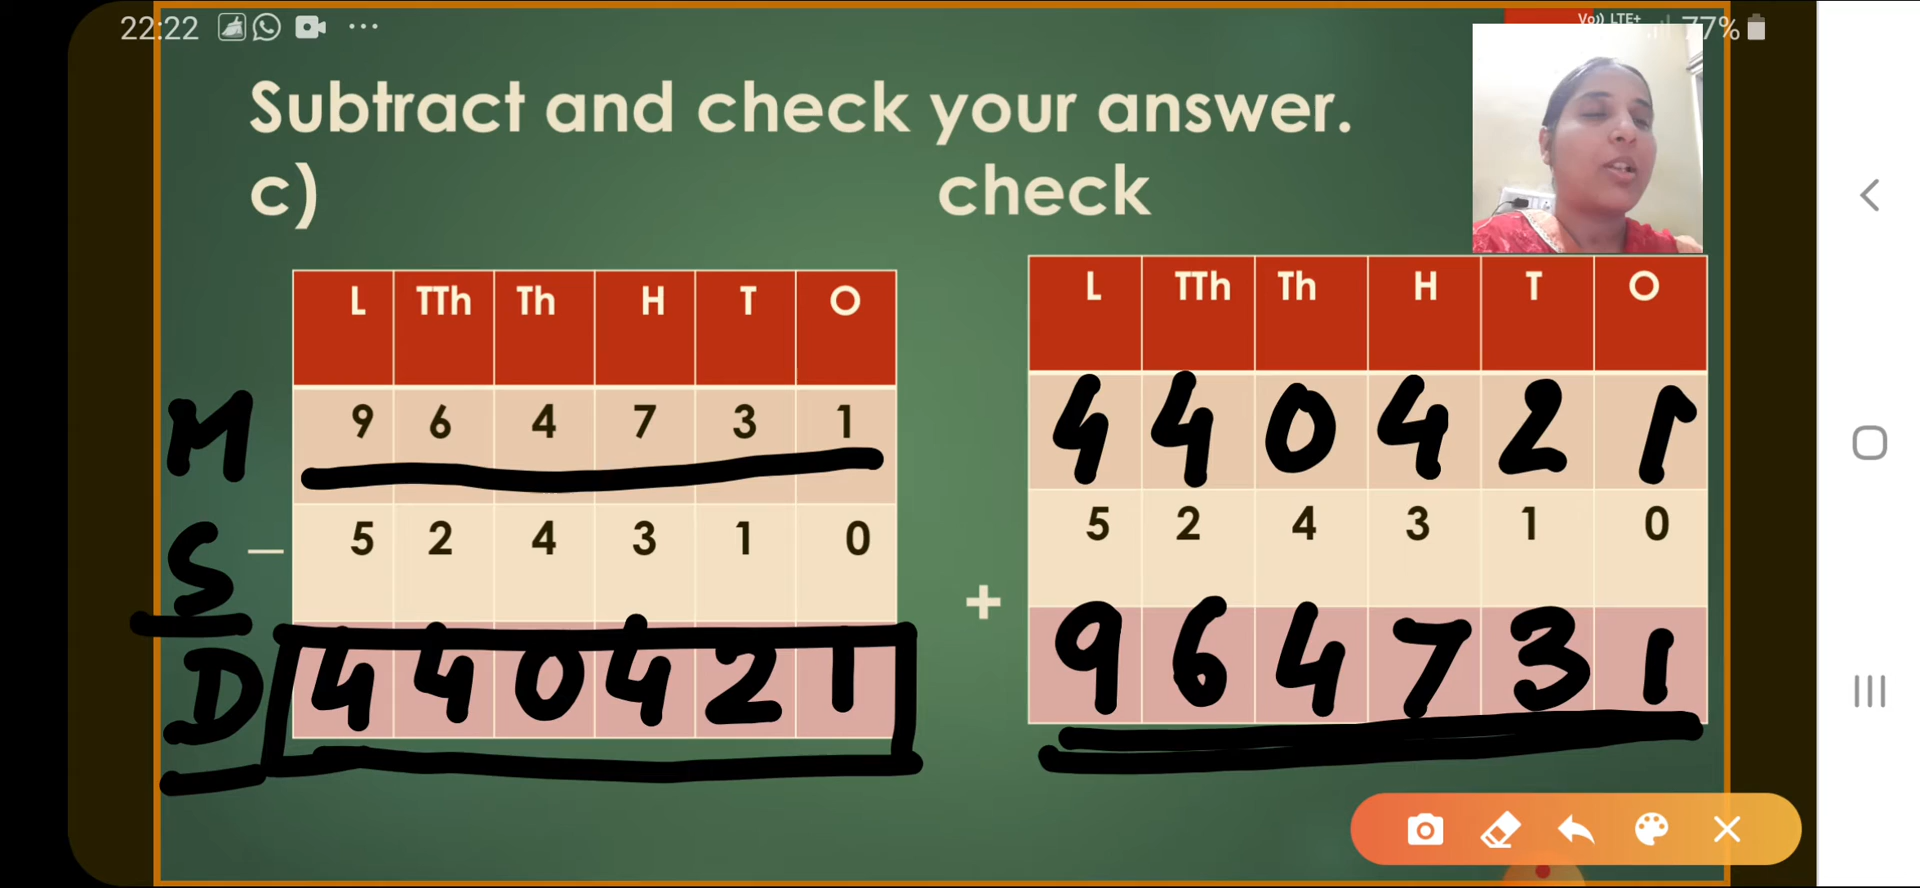 22:22 ... Vo)) LTE+ 77%
Subtract and check your answer.
c) check
L TTh Th H T O
M 9 6 4 7 3 1
S – 5 2 4 3 1 0
D 4 4 0 4 2 1
L TTh Th H T O
4 4 0 4 2 1
+ 5 2 4 3 1 0
9 6 4 7 3 1